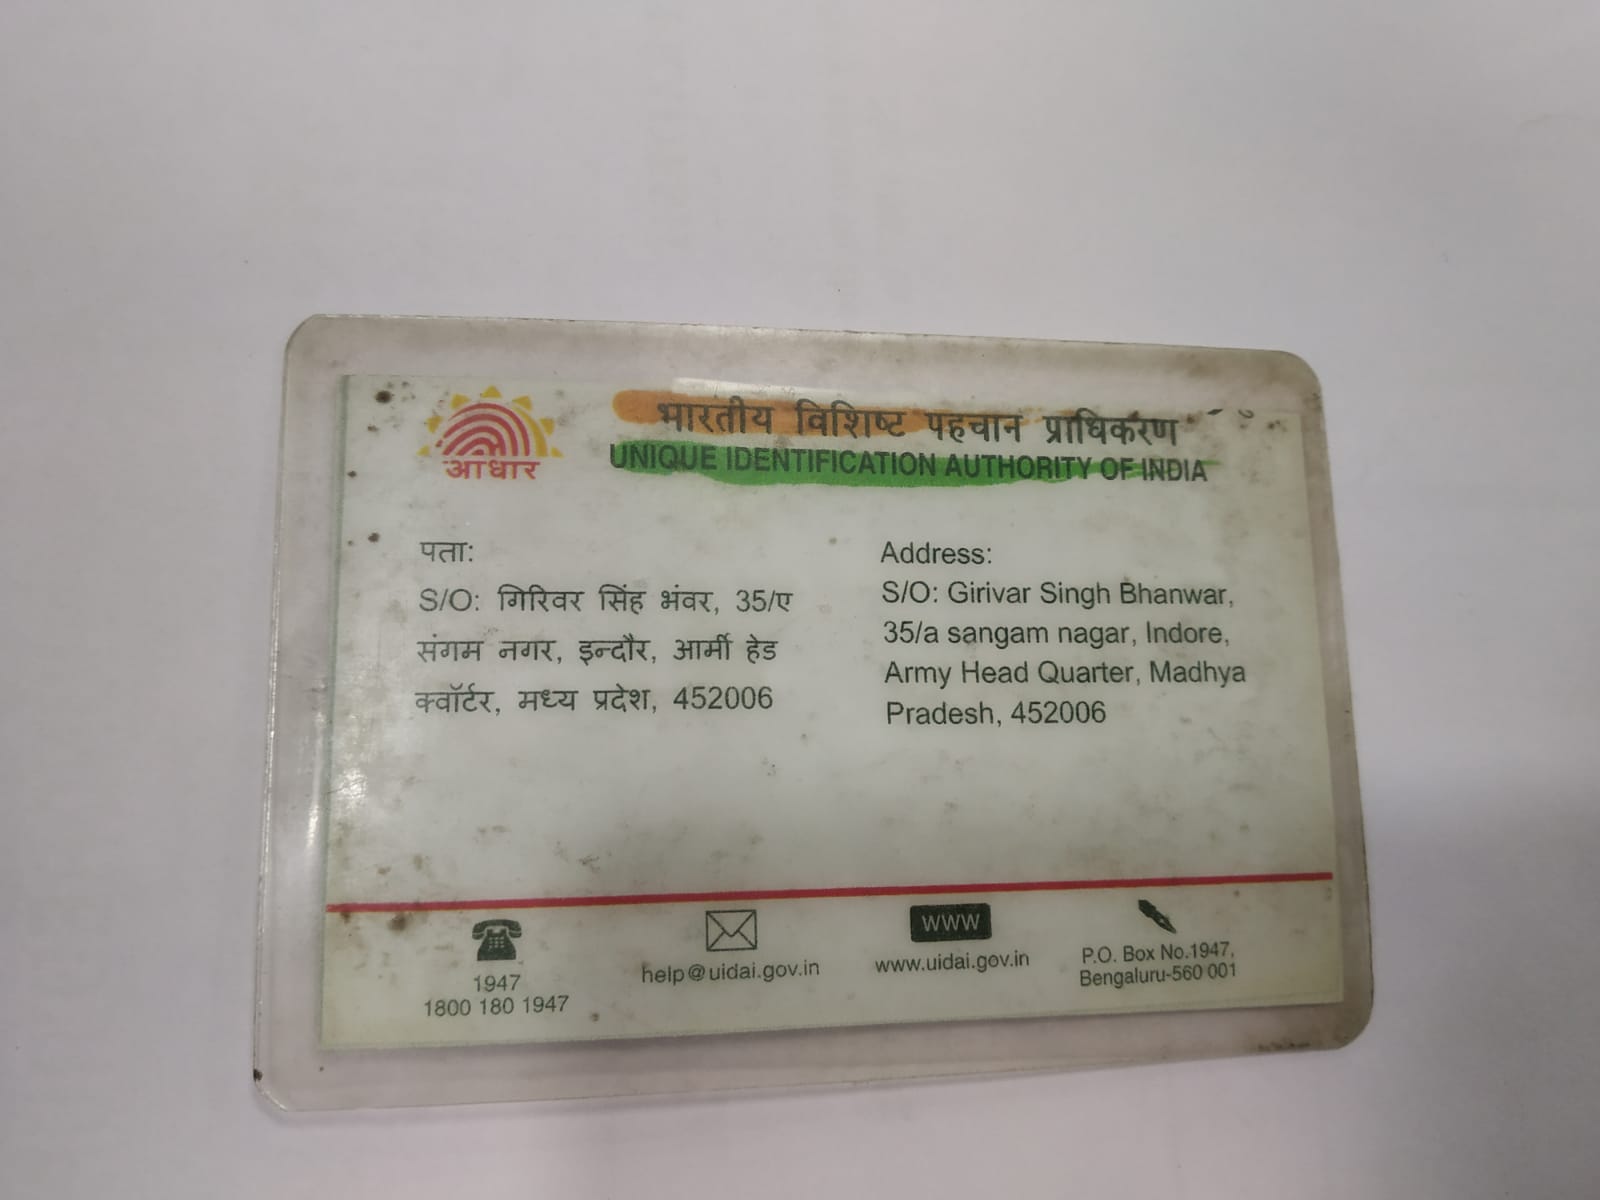 आधार
भारतीय विशिष्ट पहचान प्राधिकरण
UNIQUE IDENTIFICATION AUTHORITY OF INDIA
पता:
S/O: गिरिवर सिंह भंवर, 35/ए
संगम नगर, इन्दौर, आर्मी हेड
क्वॉर्टर, मध्य प्रदेश, 452006
Address:
S/O: Girivar Singh Bhanwar,
35/a sangam nagar, Indore,
Army Head Quarter, Madhya
Pradesh, 452006
1947
1800 180 1947
help@uidai.gov.in
WWW
www.uidai.gov.in
P.O. Box No.1947,
Bengaluru-560 001